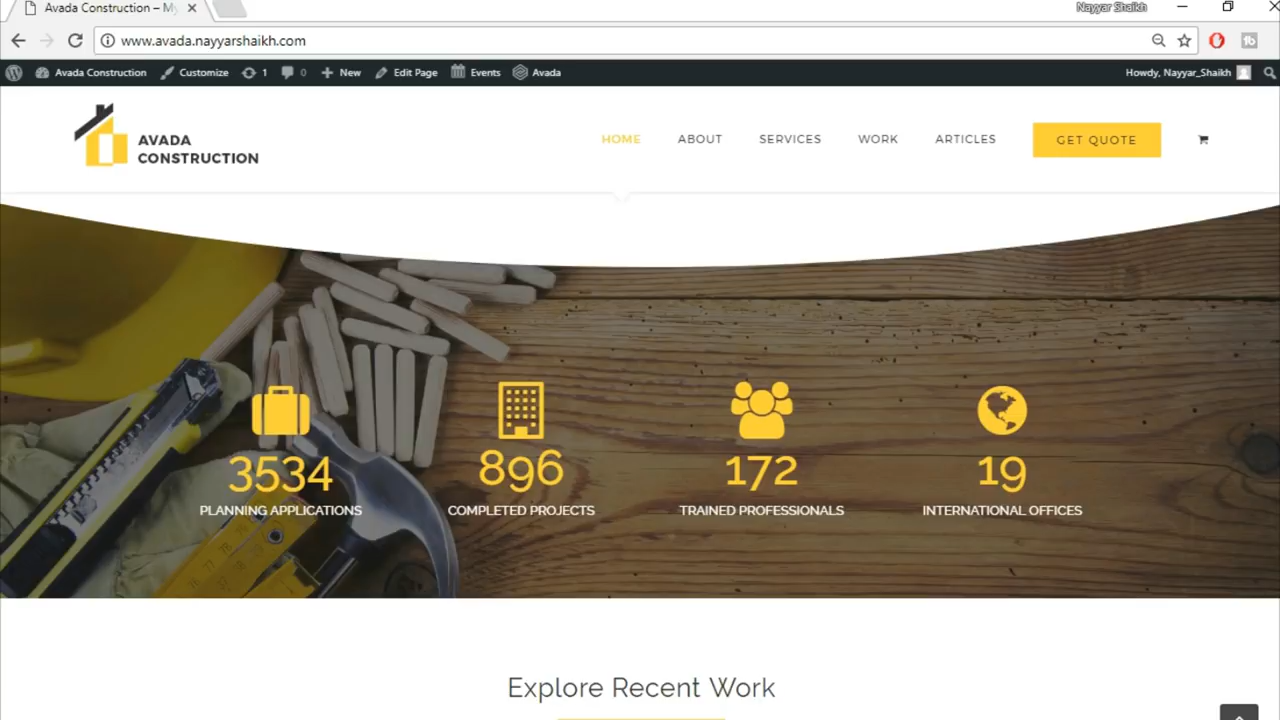 Avada Construction – My
Nayyar Shaikh
www.avada.nayyarshaikh.com
Avada Construction Customize 1 0 New Edit Page Events Avada Howdy, Nayyar_Shaikh
AVADA
CONSTRUCTION
HOME ABOUT SERVICES WORK ARTICLES GET QUOTE
3534 896 172 19
PLANNING APPLICATIONS COMPLETED PROJECTS TRAINED PROFESSIONALS INTERNATIONAL OFFICES
Explore Recent Work